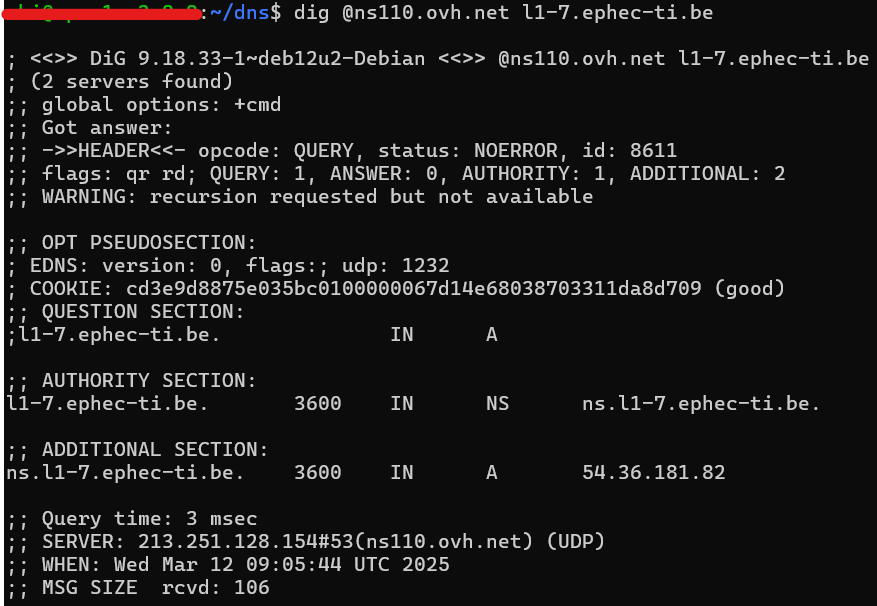 :~/dns$ dig @ns110.ovh.net l1-7.ephec-ti.be
; <<>> DiG 9.18.33-1~deb12u2-Debian <<>> @ns110.ovh.net l1-7.ephec-ti.be
; (2 servers found)
;; global options: +cmd
;; Got answer:
;; ->>HEADER<<- opcode: QUERY, status: NOERROR, id: 8611
;; flags: qr rd; QUERY: 1, ANSWER: 0, AUTHORITY: 1, ADDITIONAL: 2
;; WARNING: recursion requested but not available
;; OPT PSEUDOSECTION:
; EDNS: version: 0, flags:; udp: 1232
; COOKIE: cd3e9d8875e035bc0100000067d14e68038703311da8d709 (good)
;; QUESTION SECTION:
;l1-7.ephec-ti.be. IN A
;; AUTHORITY SECTION:
l1-7.ephec-ti.be. 3600 IN NS ns.l1-7.ephec-ti.be.
;; ADDITIONAL SECTION:
ns.l1-7.ephec-ti.be. 3600 IN A 54.36.181.82
;; Query time: 3 msec
;; SERVER: 213.251.128.154#53(ns110.ovh.net) (UDP)
;; WHEN: Wed Mar 12 09:05:44 UTC 2025
;; MSG SIZE rcvd: 106